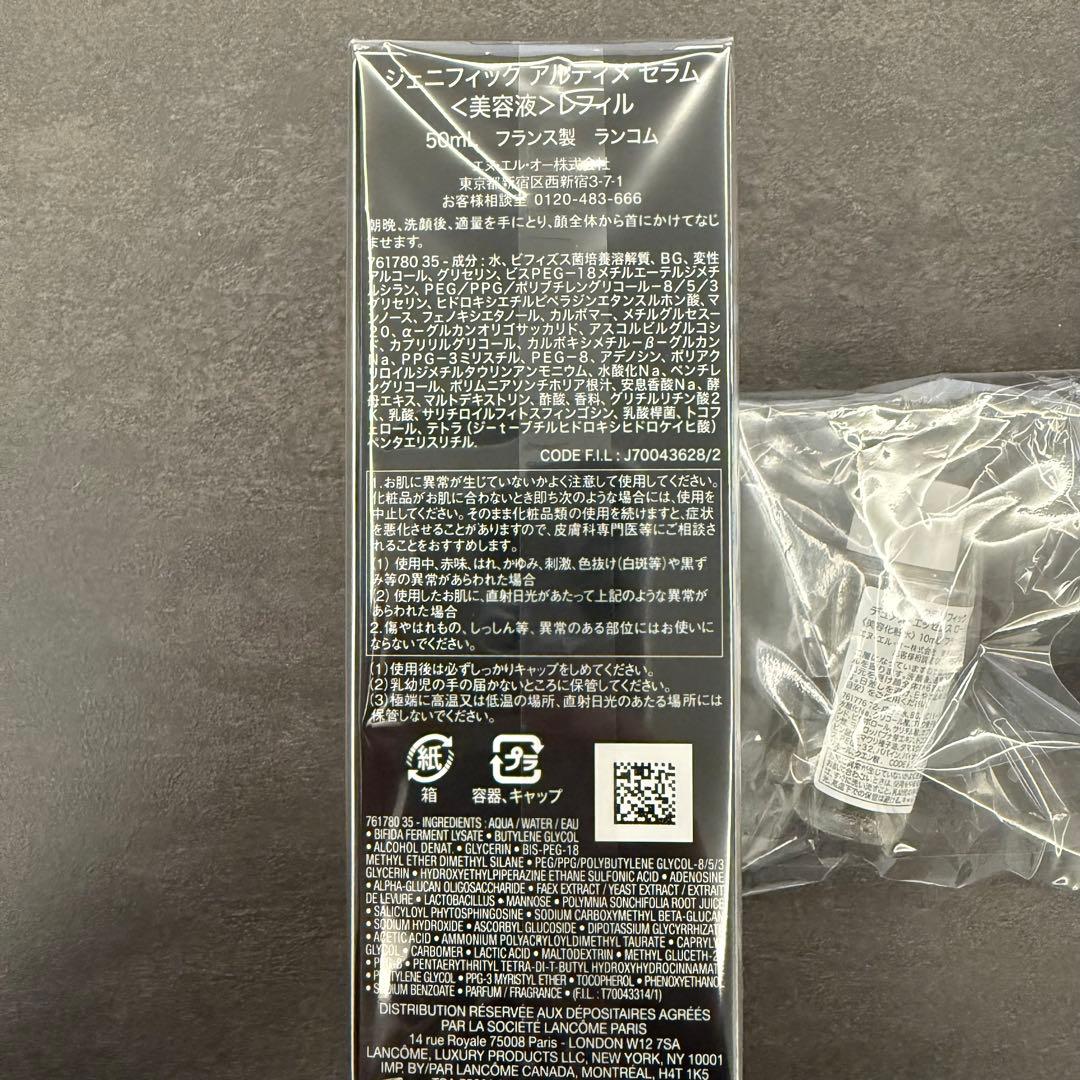 ジェニフィック アルティメ セラム
＜美容液＞レフィル
50mL フランス製 ランコム
エヌ・エル・オー株式会社
東京都新宿区西新宿3-7-1
お客様相談室 0120-483-666
朝晩、洗顔後、適量を手にとり、顔全体から首にかけてなじ
ませます。
761780 35 - 成分 : 水、ビフィズス菌培養溶解質、BG、変性
アルコール、グリセリン、ビスPEG－18メチルエーテルジメチ
ルシラン、PEG／PPG／ポリブチレングリコール－8／5／3
グリセリン、ヒドロキシエチルピペラジンエタンスルホン酸、マ
ンノース、フェノキシエタノール、カルボマー、メチルグルセス－
20、α－グルカンオリゴサッカリド、アスコルビルグルコシ
ド、カプリリルグリコール、カルボキシメチル－β－グルカン
Na、PPG－3ミリスチル、PEG－8、アデノシン、ポリアク
リロイルジメチルタウリンアンモニウム、水酸化Na、ペンチレ
ングリコール、ポリムニアソンチホリア根汁、安息香酸Na、酵
母エキス、マルトデキストリン、酢酸、香料、グリチルリチン酸2
K、乳酸、サリチロイルフィトスフィンゴシン、乳酸桿菌、トコフ
ェロール、テトラ（ジーtーブチルヒドロキシヒドロケイヒ酸）
ペンタエリスリチル.
CODE F.I.L : J70043628/2
1.お肌に異常が生じていないかよく注意して使用してください。
化粧品がお肌に合わないとき即ち次のような場合には、使用を
中止してください。そのまま化粧品類の使用を続けますと、症状
を悪化させることがありますので、皮膚科専門医等にご相談さ
れることをおすすめします。
(1) 使用中、赤味、はれ、かゆみ、刺激、色抜け(白斑等)や黒ず
み等の異常があらわれた場合
(2) 使用したお肌に、直射日光があたって上記のような異常が
あらわれた場合
2.傷やはれもの、しっしん等、異常のある部位にはお使いに
ならないでください。
(1)使用後は必ずしっかりキャップをしめてください。
(2)乳幼児の手の届かないところに保管してください。
(3)極端に高温又は低温の場所、直射日光のあたる場所には
保管しないでください。
紙 プラ
箱 容器、キャップ
761780 35 - INGREDIENTS : AQUA / WATER / EAU
• BIFIDA FERMENT LYSATE • BUTYLENE GLYCOL
• ALCOHOL DENAT. • GLYCERIN • BIS-PEG-18
METHYL ETHER DIMETHYL SILANE • PEG/PPG/POLYBUTYLENE GLYCOL-8/5/3
GLYCERIN • HYDROXYETHYLPIPERAZINE ETHANE SULFONIC ACID • ADENOSINE
• ALPHA-GLUCAN OLIGOSACCHARIDE • FAEX EXTRACT / YEAST EXTRACT / EXTRAIT
DE LEVURE • LACTOBACILLUS • MANNOSE • POLYMNIA SONCHIFOLIA ROOT JUICE
• SALICYLOYL PHYTOSPHINGOSINE • SODIUM CARBOXYMETHYL BETA-GLUCAN
• SODIUM HYDROXIDE • ASCORBYL GLUCOSIDE • DIPOTASSIUM GLYCYRRHIZAT
• ACETIC ACID • AMMONIUM POLYACRYLOYLDIMETHYL TAURATE • CAPRYLY
GLYCOL • CARBOMER • LACTIC ACID • MALTODEXTRIN • METHYL GLUCETH-2
• PEG-8 • PENTAERYTHRITYL TETRA-DI-T-BUTYL HYDROXYHYDROCINNAMATE
• PENTYLENE GLYCOL • PPG-3 MYRISTYL ETHER • TOCOPHEROL • PHENOXYETHANOL
• SODIUM BENZOATE • PARFUM / FRAGRANCE • (F.I.L. : T70043314/1)
DISTRIBUTION RÉSERVÉE AUX DÉPOSITAIRES AGRÉÉS
PAR LA SOCIÉTÉ LANCÔME PARIS
14 rue Royale 75008 Paris - LONDON W12 7SA
LANCÔME, LUXURY PRODUCTS LLC, NEW YORK, NY 10001
IMP. BY/PAR LANCÔME CANADA, MONTRÉAL, H4T 1K5
〈美容化粧水〉10mL